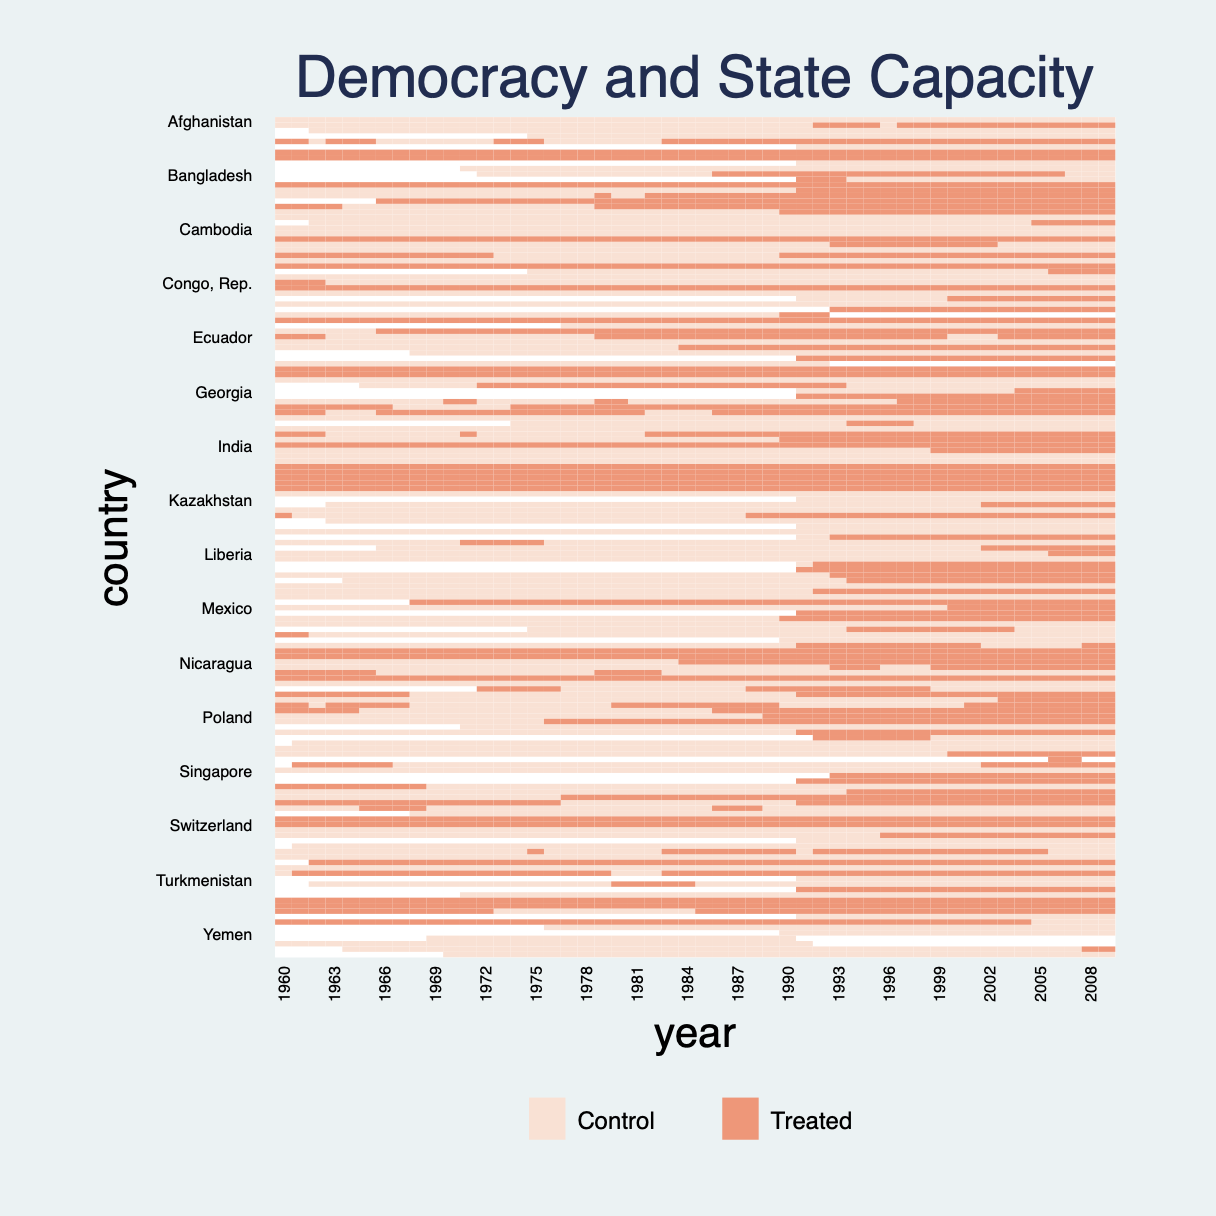 Democracy and State Capacity
Afghanistan
Bangladesh
Cambodia
Congo, Rep.
Ecuador
Georgia
India
Kazakhstan
Liberia
Mexico
Nicaragua
Poland
Singapore
Switzerland
Turkmenistan
Yemen
country
1960 1963 1966 1969 1972 1975 1978 1981 1984 1987 1990 1993 1996 1999 2002 2005 2008
year
Control Treated